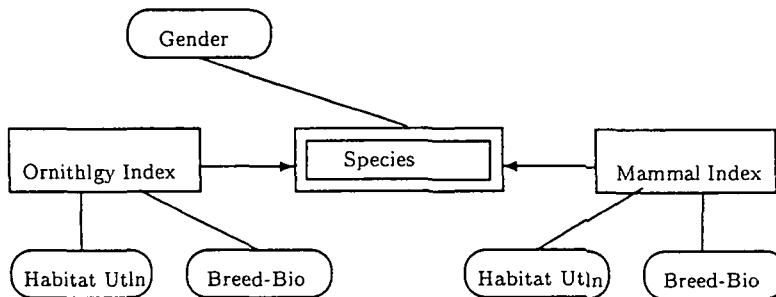 Gender
Species
Ornithlgy Index
Mammal Index
Habitat Utln
Breed-Bio
Habitat Utln
Breed-Bio